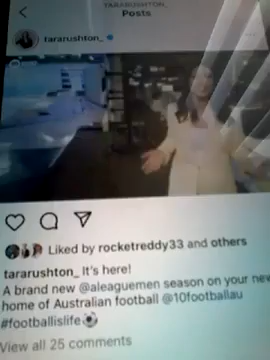 TARARUSHTON_
Posts
tararushton_
Liked by rocketreddy33 and others
tararushton_ It's here!
A brand new @aleaguemen season on your new
home of Australian football @10footballau
#footballislife⚽
View all 25 comments